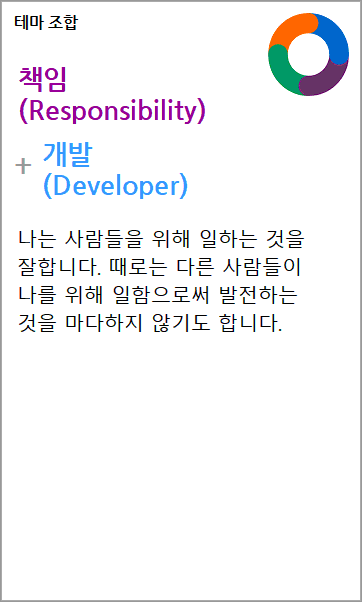 테마 조합
책임
(Responsibility)
+ 개발
(Developer)
나는 사람들을 위해 일하는 것을
잘합니다. 때로는 다른 사람들이
나를 위해 일함으로써 발전하는
것을 마다하지 않기도 합니다.